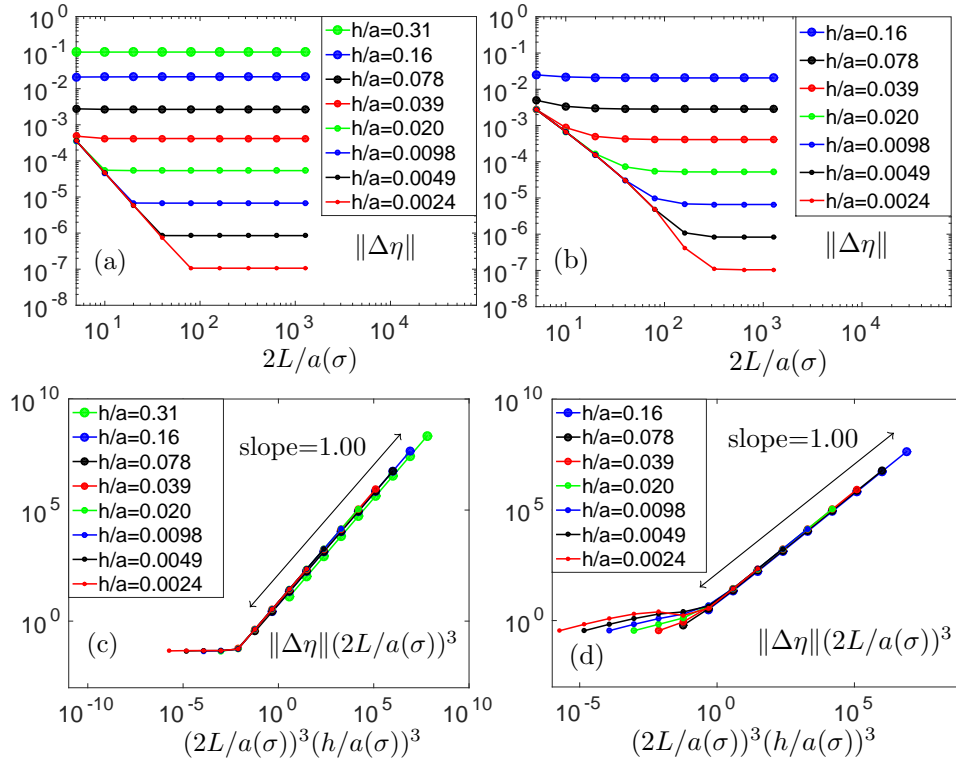 10^0
10^-1
10^-2
10^-3
10^-4
10^-5
10^-6
10^-7
10^-8
h/a=0.31
h/a=0.16
h/a=0.078
h/a=0.039
h/a=0.020
h/a=0.0098
h/a=0.0049
h/a=0.0024
(a)
‖Δη‖
10^1 10^2 10^3 10^4
2L/a(σ)
10^0
10^-1
10^-2
10^-3
10^-4
10^-5
10^-6
10^-7
10^-8
h/a=0.16
h/a=0.078
h/a=0.039
h/a=0.020
h/a=0.0098
h/a=0.0049
h/a=0.0024
(b)
‖Δη‖
10^1 10^2 10^3 10^4
2L/a(σ)
10^10
10^5
10^0
h/a=0.31
h/a=0.16
h/a=0.078
h/a=0.039
h/a=0.020
h/a=0.0098
h/a=0.0049
h/a=0.0024
slope=1.00
(c)
‖Δη‖(2L/a(σ))^3
10^-10 10^-5 10^0 10^5 10^10
(2L/a(σ))^3(h/a(σ))^3
10^10
10^5
10^0
h/a=0.16
h/a=0.078
h/a=0.039
h/a=0.020
h/a=0.0098
h/a=0.0049
h/a=0.0024
slope=1.00
(d)
‖Δη‖(2L/a(σ))^3
10^-5 10^0 10^5
(2L/a(σ))^3(h/a(σ))^3